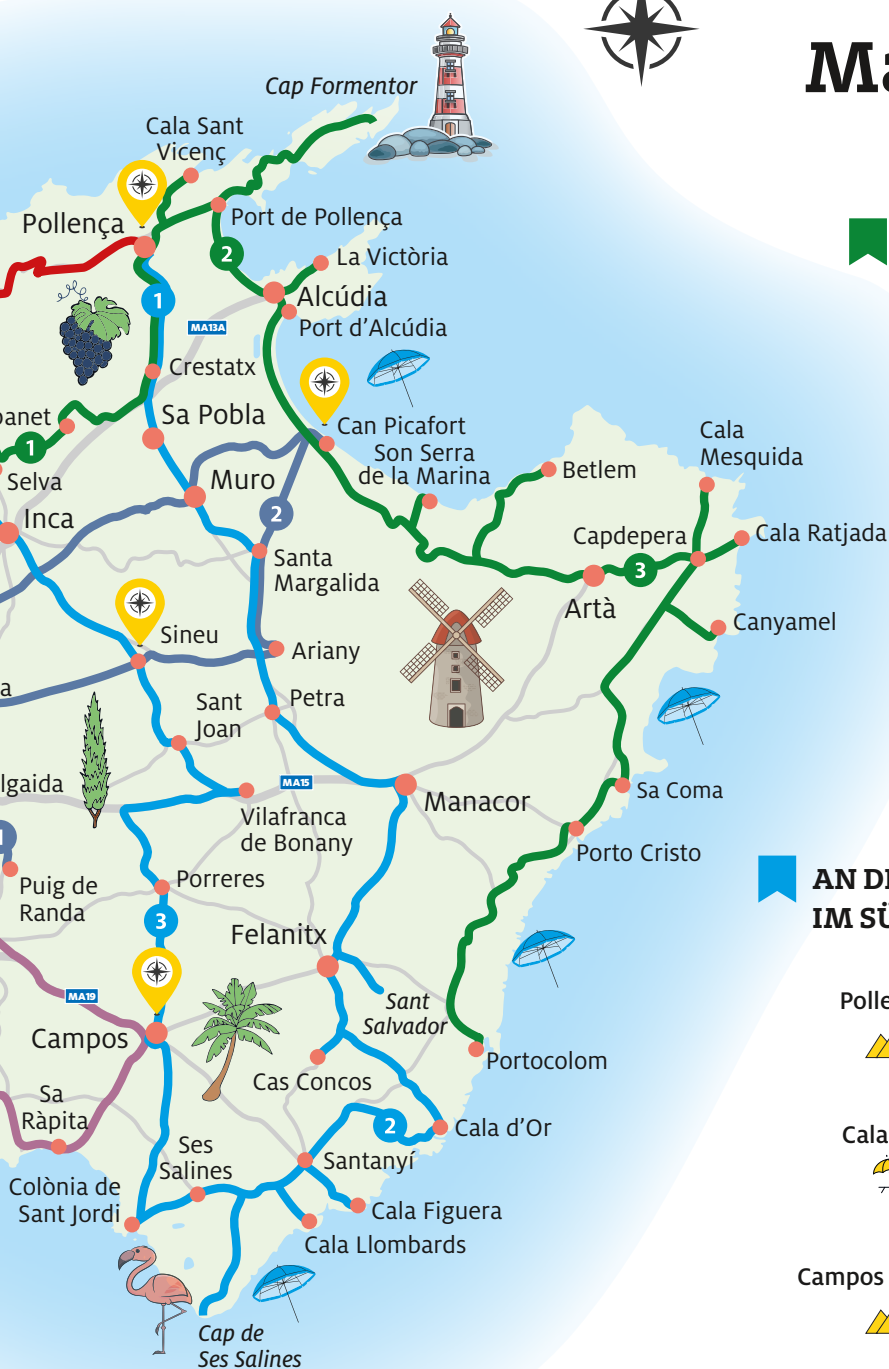 Ma
Cap Formentor
Cala Sant
Vicenç
Pollença
Port de Pollença
2
La Victòria
Alcúdia
1
MA13A
Port d'Alcúdia
Crestatx
Sa Pobla
Can Picafort
Son Serra
de la Marina
Cala
Mesquida
anet
1
Selva
Muro
Betlem
Inca
2
Capdepera
Cala Ratjada
Santa
Margalida
3
Artà
Sineu
Canyamel
Ariany
a
Sant
Joan
Petra
lgaida
MA15
Sa Coma
Manacor
Vilafranca
de Bonany
1
Porto Cristo
Puig de
Randa
Porreres
AN DE
IM SÜ
3
Felanitx
MA19
Sant
Salvador
Polle
Campos
Portocolom
Cas Concos
Sa
Ràpita
2
Cala d'Or
Cala
Ses
Salines
Santanyí
Colònia de
Sant Jordi
Cala Figuera
Cala Llombards
Campos
Cap de
Ses Salines